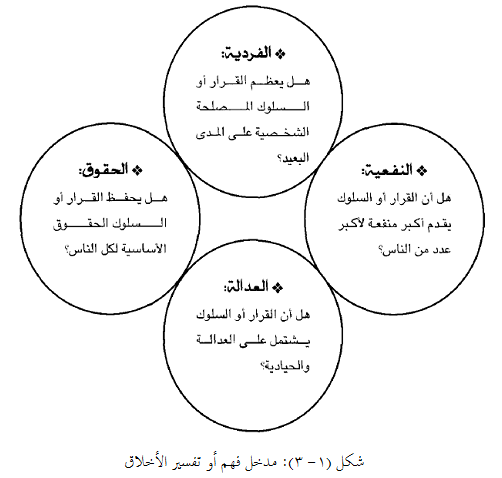 ❖ الفردية:
هل يعظم القرار أو
السلوك المصلحة
الشخصية على المدى
البعيد؟
❖ النفعية:
هل أن القرار أو السلوك
يقدم أكبر منفعة لأكبر
عدد من الناس؟
❖ الحقوق:
هل يحفظ القرار أو
السلوك الحقوق
الأساسية لكل الناس؟
❖ العدالة:
هل أن القرار أو السلوك
يشتمل على العدالة
والحيادية؟
شكل (١- ٣): مدخل فهم أو تفسير الأخلاق